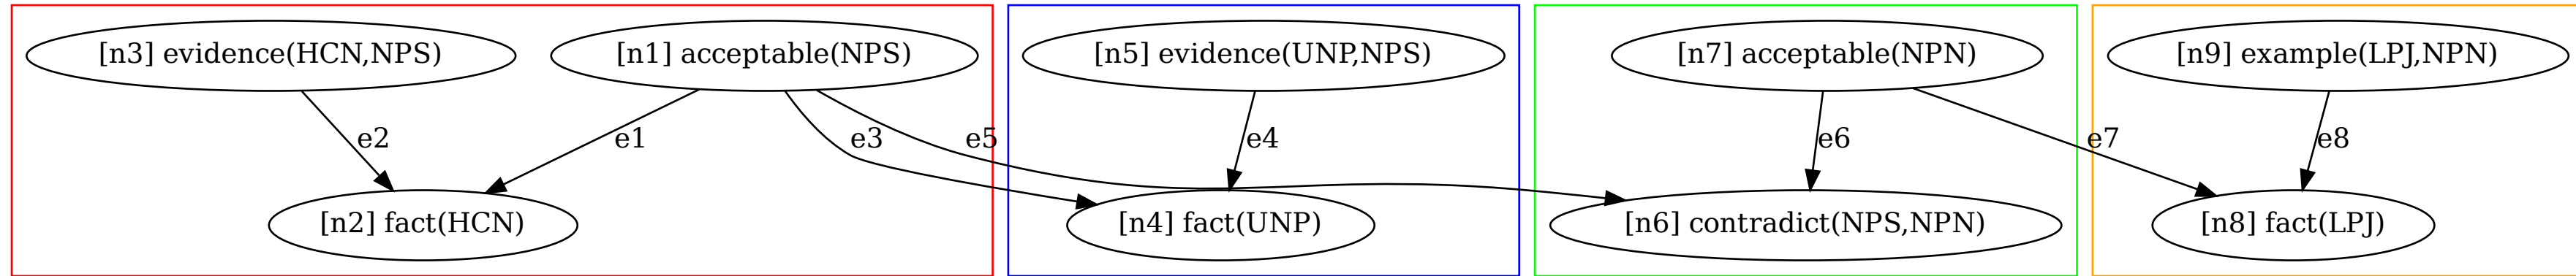 [n3] evidence(HCN,NPS)
[n1] acceptable(NPS)
[n5] evidence(UNP,NPS)
[n7] acceptable(NPN)
[n9] example(LPJ,NPN)
e2
e1
e3
e5
e4
e6
e7
e8
[n2] fact(HCN)
[n4] fact(UNP)
[n6] contradict(NPS,NPN)
[n8] fact(LPJ)